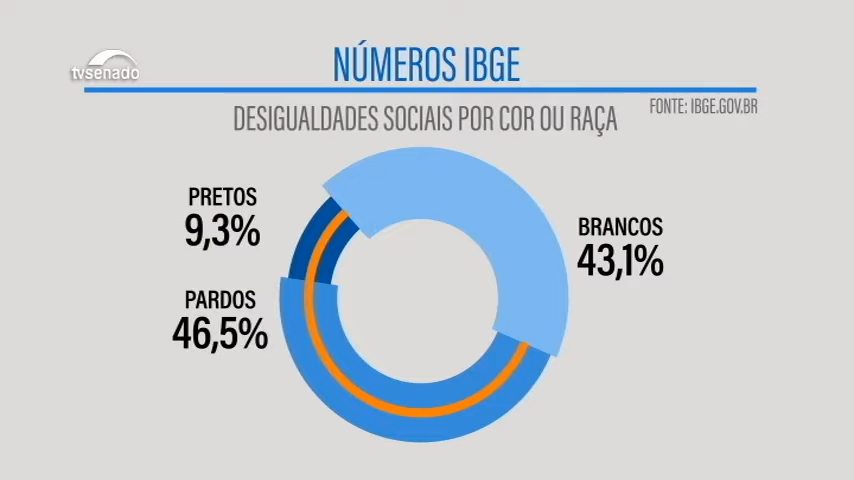 tvsenado
NÚMEROS IBGE
FONTE: IBGE.GOV.BR
DESIGUALDADES SOCIAIS POR COR OU RAÇA
PRETOS
9,3%
BRANCOS
43,1%
PARDOS
46,5%